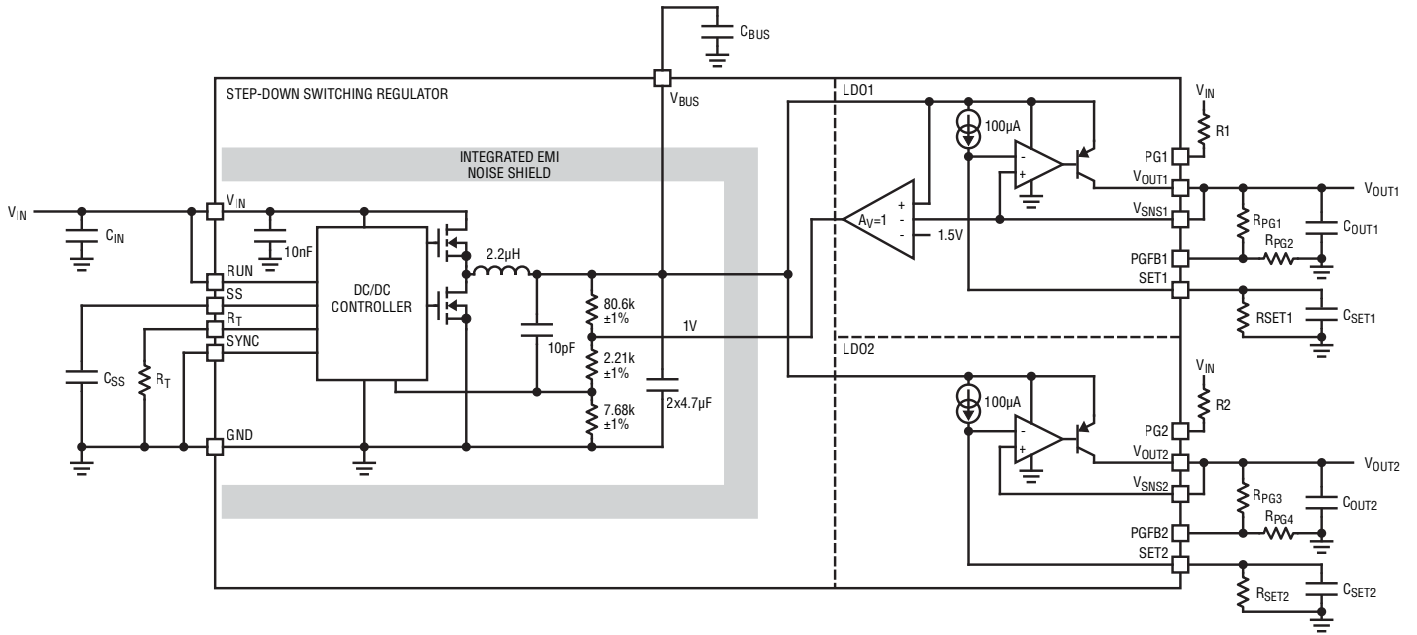 C_BUS
STEP-DOWN SWITCHING REGULATOR
V_BUS
LDO1
V_IN
100µA
R1
INTEGRATED EMI
NOISE SHIELD
PG1
-
+
V_OUT1
V_OUT1
V_IN
V_IN
C_IN
10nF
2.2µH
A_V=1
+
-
-
1.5V
V_SNS1
R_PG1
R_PG2
C_OUT1
RUN
SS
R_T
SYNC
DC/DC
CONTROLLER
80.6k
±1%
1V
PGFB1
SET1
RSET1
C_SET1
10pF
2.21k
±1%
LDO2
C_SS
R_T
2x4.7µF
7.68k
±1%
100µA
V_IN
R2
GND
-
+
PG2
V_OUT2
V_OUT2
V_SNS2
R_PG3
R_PG4
C_OUT2
PGFB2
SET2
R_SET2
C_SET2